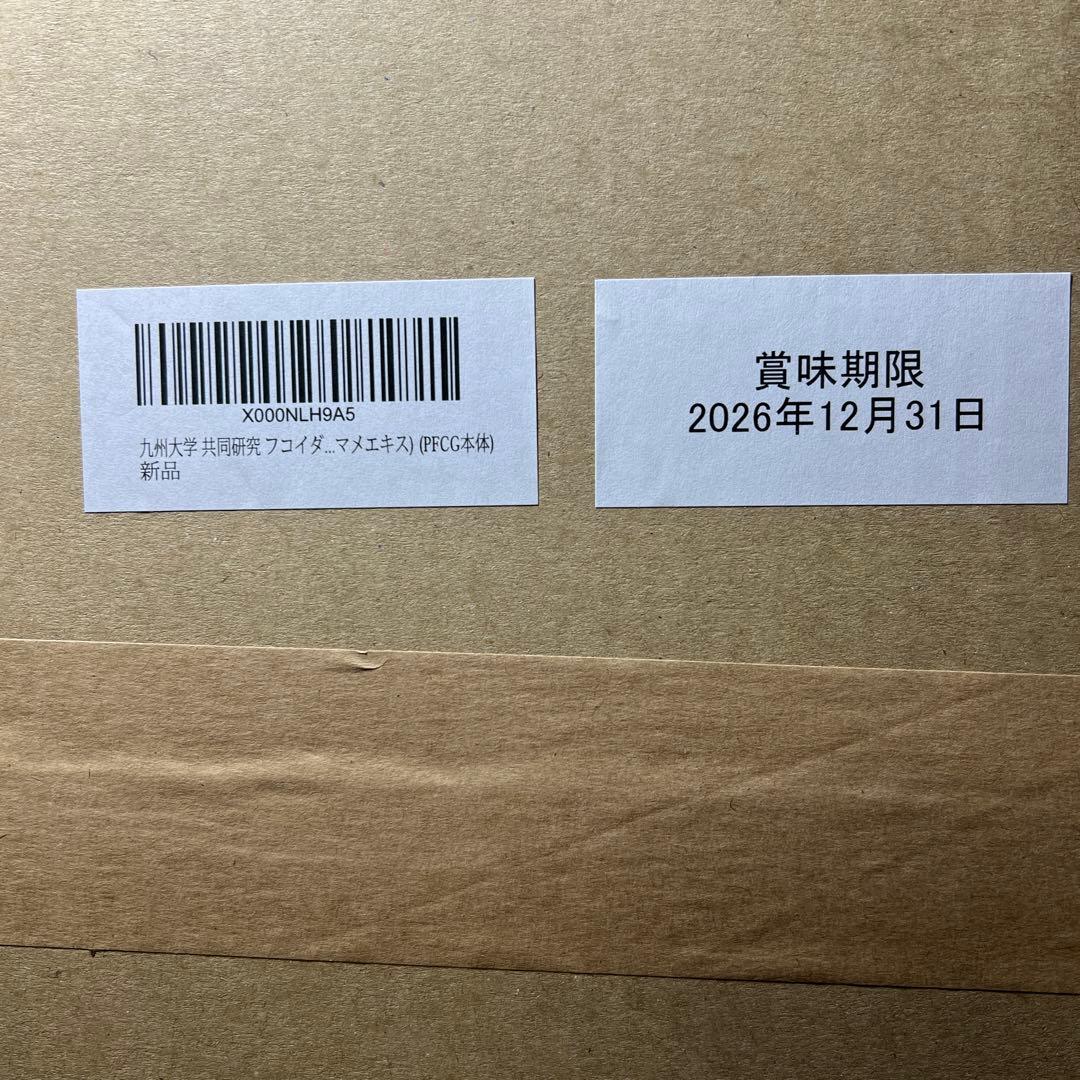 X000NLH9A5
九州大学 共同研究 フコイダ...マメエキス) (PFCG本体)
新品
賞味期限
2026年12月31日